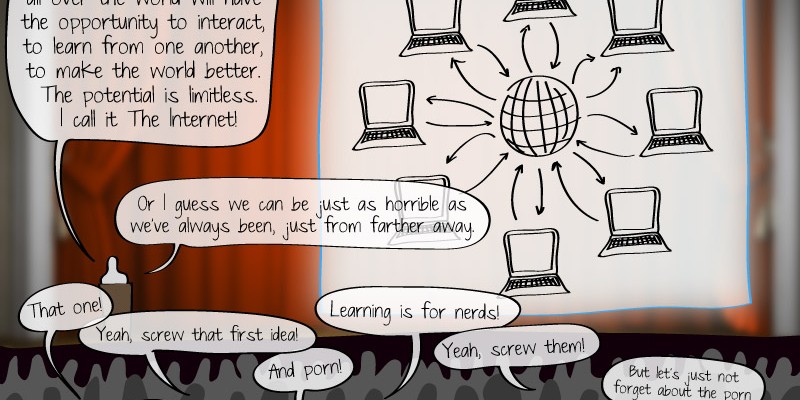 all over the world will have
the opportunity to interact,
to learn from one another,
to make the world better.
The potential is limitless.
I call it The Internet!
Or I guess we can be just as horrible as
we've always been, just from farther away.
That one!
Yeah, screw that first idea!
And porn!
Learning is for nerds!
Yeah, screw them!
But let's just not
forget about the porn